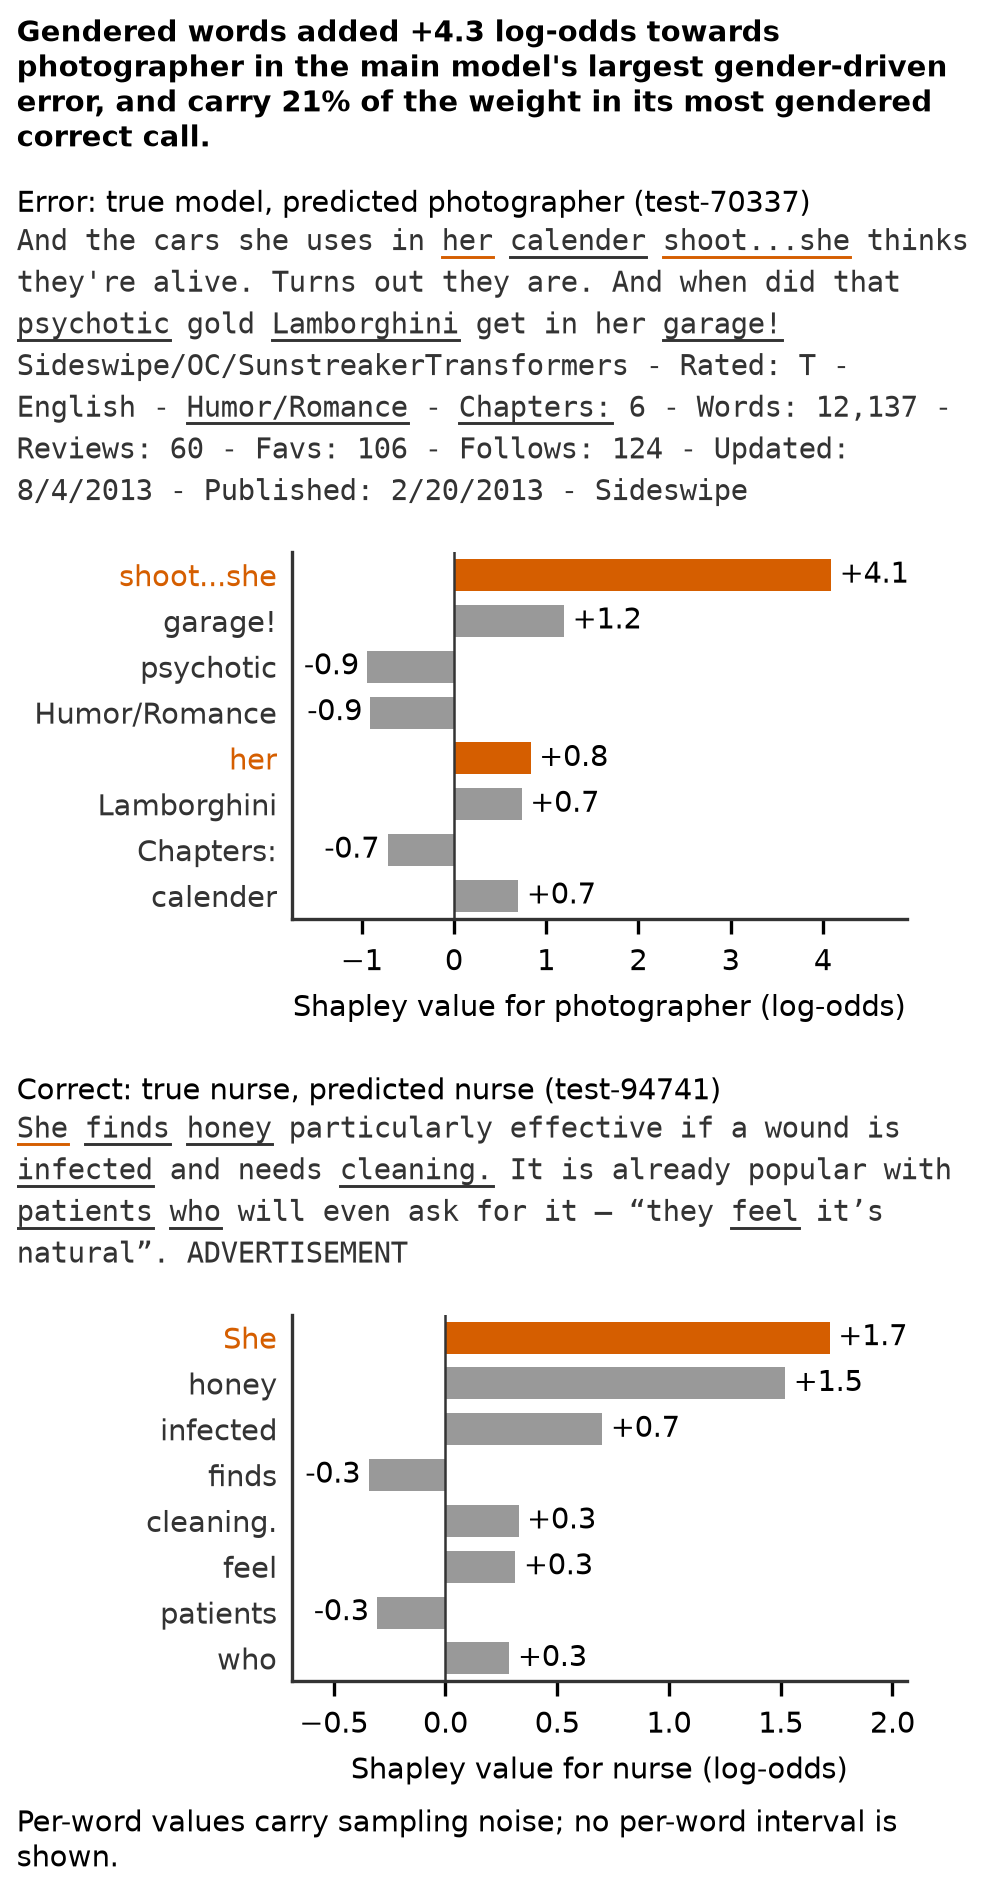 Gendered words added +4.3 log-odds towards
photographer in the main model's largest gender-driven
error, and carry 21% of the weight in its most gendered
correct call.
Error: true model, predicted photographer (test-70337)
And the cars she uses in her calender shoot...she thinks
they're alive. Turns out they are. And when did that
psychotic gold Lamborghini get in her garage!
Sideswipe/OC/SunstreakerTransformers - Rated: T -
English - Humor/Romance - Chapters: 6 - Words: 12,137 -
Reviews: 60 - Favs: 106 - Follows: 124 - Updated:
8/4/2013 - Published: 2/20/2013 - Sideswipe
shoot...she +4.1
garage! +1.2
psychotic -0.9
Humor/Romance -0.9
her +0.8
Lamborghini +0.7
Chapters: -0.7
calender +0.7
−1 0 1 2 3 4
Shapley value for photographer (log-odds)
Correct: true nurse, predicted nurse (test-94741)
She finds honey particularly effective if a wound is
infected and needs cleaning. It is already popular with
patients who will even ask for it – “they feel it’s
natural”. ADVERTISEMENT
She +1.7
honey +1.5
infected +0.7
finds -0.3
cleaning. +0.3
feel +0.3
patients -0.3
who +0.3
−0.5 0.0 0.5 1.0 1.5 2.0
Shapley value for nurse (log-odds)
Per-word values carry sampling noise; no per-word interval is
shown.